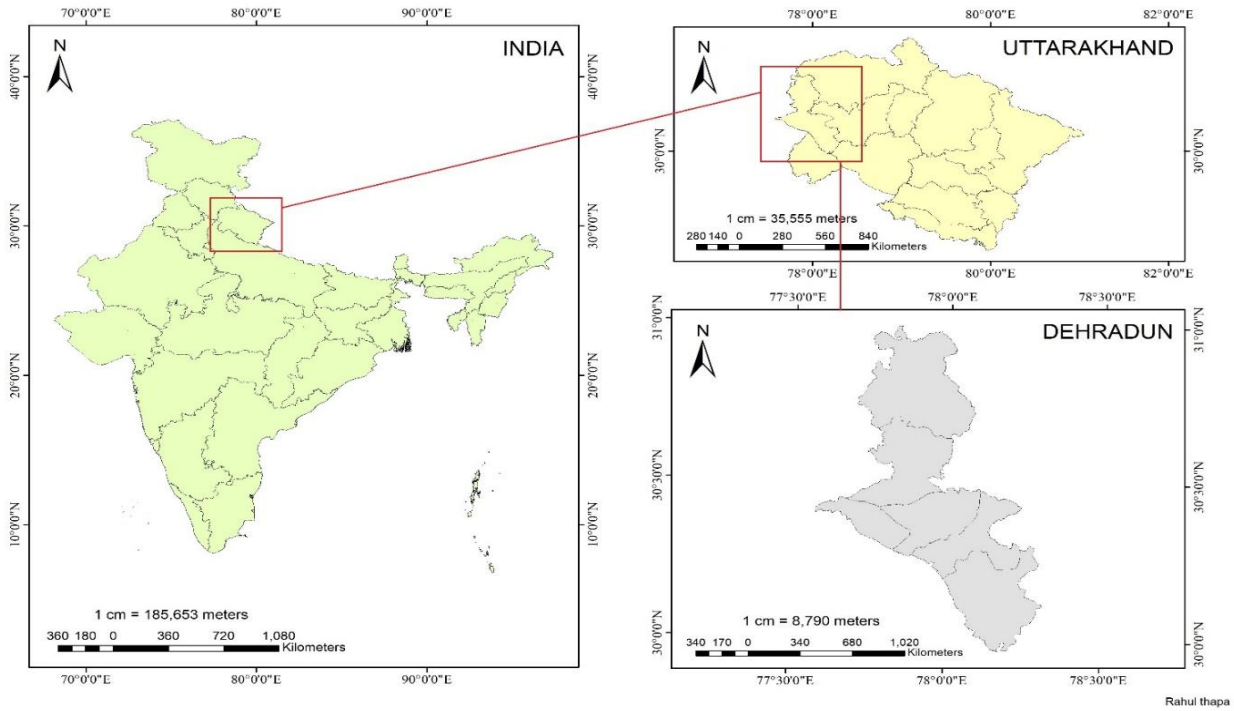 70°0'0"E 80°0'0"E 90°0'0"E
INDIA
N
40°0'0"N
30°0'0"N
20°0'0"N
10°0'0"N
40°0'0"N
30°0'0"N
20°0'0"N
10°0'0"N
1 cm = 185,653 meters
360 180 0 360 720 1,080
Kilometers
70°0'0"E 80°0'0"E 90°0'0"E
78°0'0"E 80°0'0"E 82°0'0"E
UTTARAKHAND
N
30°0'0"N
30°0'0"N
1 cm = 35,555 meters
280 140 0 280 560 840
Kilometers
78°0'0"E 80°0'0"E 82°0'0"E
77°30'0"E 78°0'0"E 78°30'0"E
DEHRADUN
N
31°0'0"N
30°30'0"N
30°0'0"N
31°0'0"N
30°30'0"N
30°0'0"N
1 cm = 8,790 meters
340 170 0 340 680 1,020
Kilometers
77°30'0"E 78°0'0"E 78°30'0"E
Rahul thapa